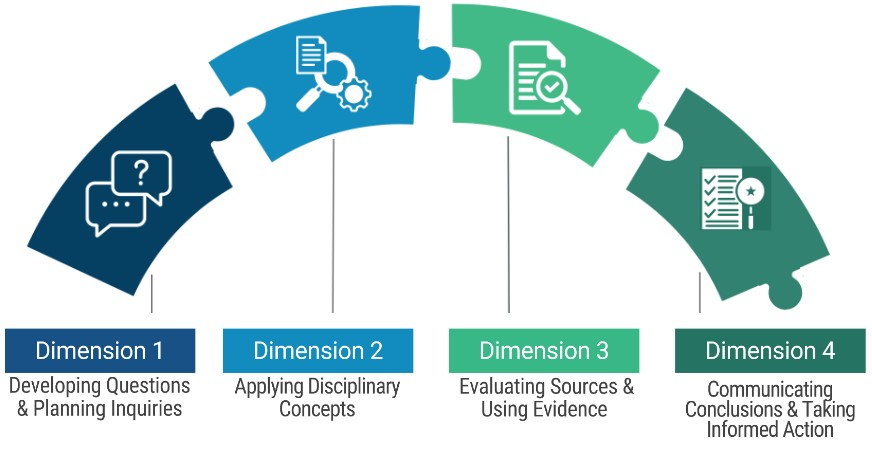 Dimension 1
Developing Questions
& Planning Inquiries
Dimension 2
Applying Disciplinary
Concepts
Dimension 3
Evaluating Sources &
Using Evidence
Dimension 4
Communicating
Conclusions & Taking
Informed Action